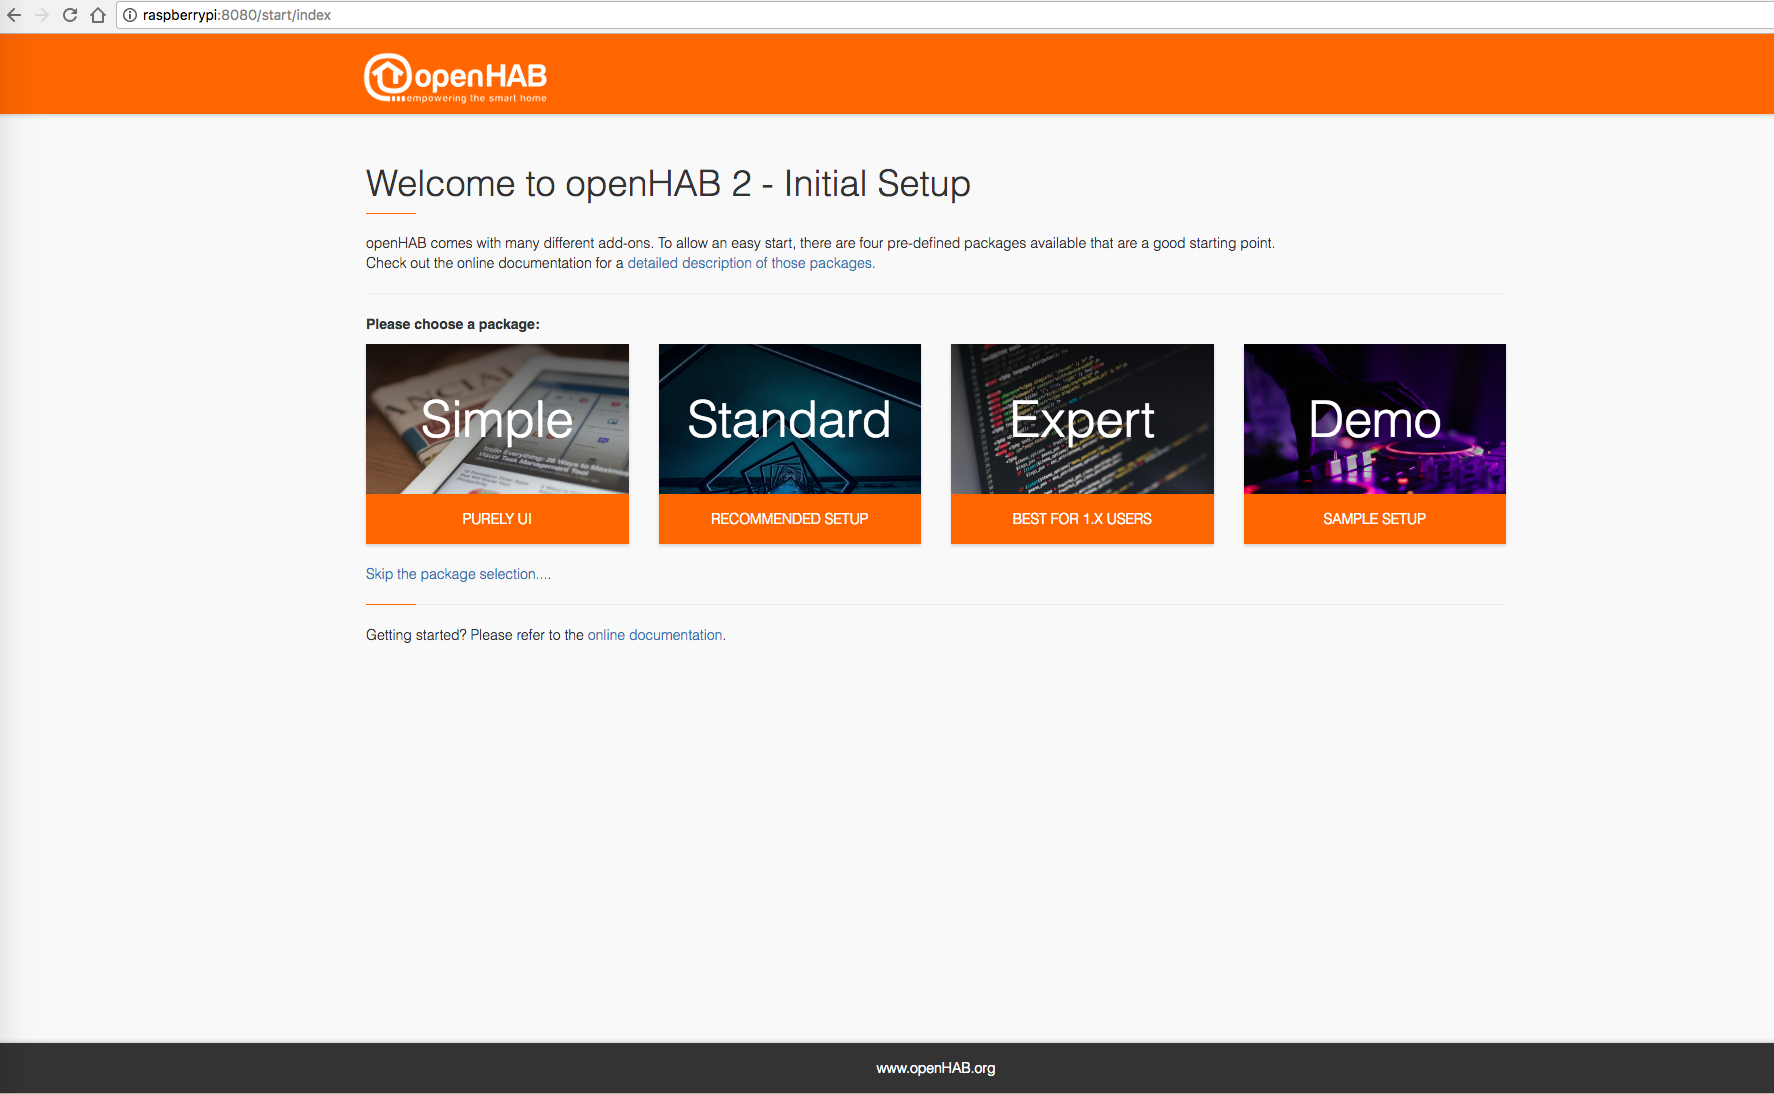 raspberrypi:8080/start/index
openHAB
empowering the smart home
Welcome to openHAB 2 - Initial Setup
openHAB comes with many different add-ons. To allow an easy start, there are four pre-defined packages available that are a good starting point.
Check out the online documentation for a detailed description of those packages.
Please choose a package:
Simple
PURELY UI
Standard
RECOMMENDED SETUP
Expert
BEST FOR 1.X USERS
Demo
SAMPLE SETUP
Skip the package selection....
Getting started? Please refer to the online documentation.
www.openHAB.org